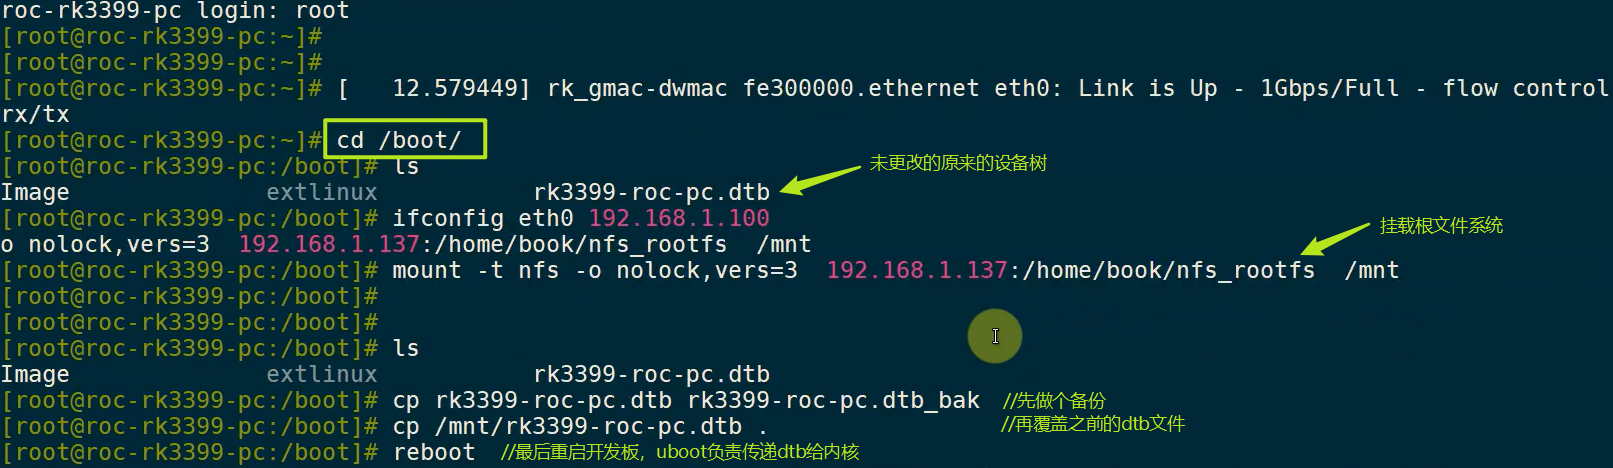 roc-rk3399-pc login: root
[root@roc-rk3399-pc:~]#
[root@roc-rk3399-pc:~]#
[root@roc-rk3399-pc:~]# [   12.579449] rk_gmac-dwmac fe300000.ethernet eth0: Link is Up - 1Gbps/Full - flow control
rx/tx
[root@roc-rk3399-pc:~]# cd /boot/
[root@roc-rk3399-pc:/boot]# ls
未更改的原来的设备树
Image              extlinux           rk3399-roc-pc.dtb
[root@roc-rk3399-pc:/boot]# ifconfig eth0 192.168.1.100
挂载根文件系统
o nolock,vers=3  192.168.1.137:/home/book/nfs_rootfs  /mnt
[root@roc-rk3399-pc:/boot]# mount -t nfs -o nolock,vers=3  192.168.1.137:/home/book/nfs_rootfs  /mnt
[root@roc-rk3399-pc:/boot]#
[root@roc-rk3399-pc:/boot]#
[root@roc-rk3399-pc:/boot]# ls
Image              extlinux           rk3399-roc-pc.dtb
[root@roc-rk3399-pc:/boot]# cp rk3399-roc-pc.dtb rk3399-roc-pc.dtb_bak  //先做个备份
[root@roc-rk3399-pc:/boot]# cp /mnt/rk3399-roc-pc.dtb .  //再覆盖之前的dtb文件
[root@roc-rk3399-pc:/boot]# reboot  //最后重启开发板，uboot负责传递dtb给内核